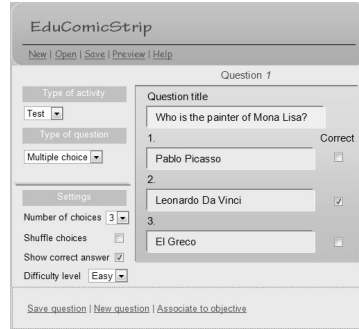 EduComicStrip
New | Open | Save | Preview | Help
Question 1
Type of activity
Test
Type of question
Multiple choice
Settings
Number of choices 3
Shuffle choices
Show correct answer
Difficulty level Easy
Question title
Who is the painter of Mona Lisa?
1. Correct
Pablo Picasso
2.
Leonardo Da Vinci
3.
El Greco
Save question | New question | Associate to objective